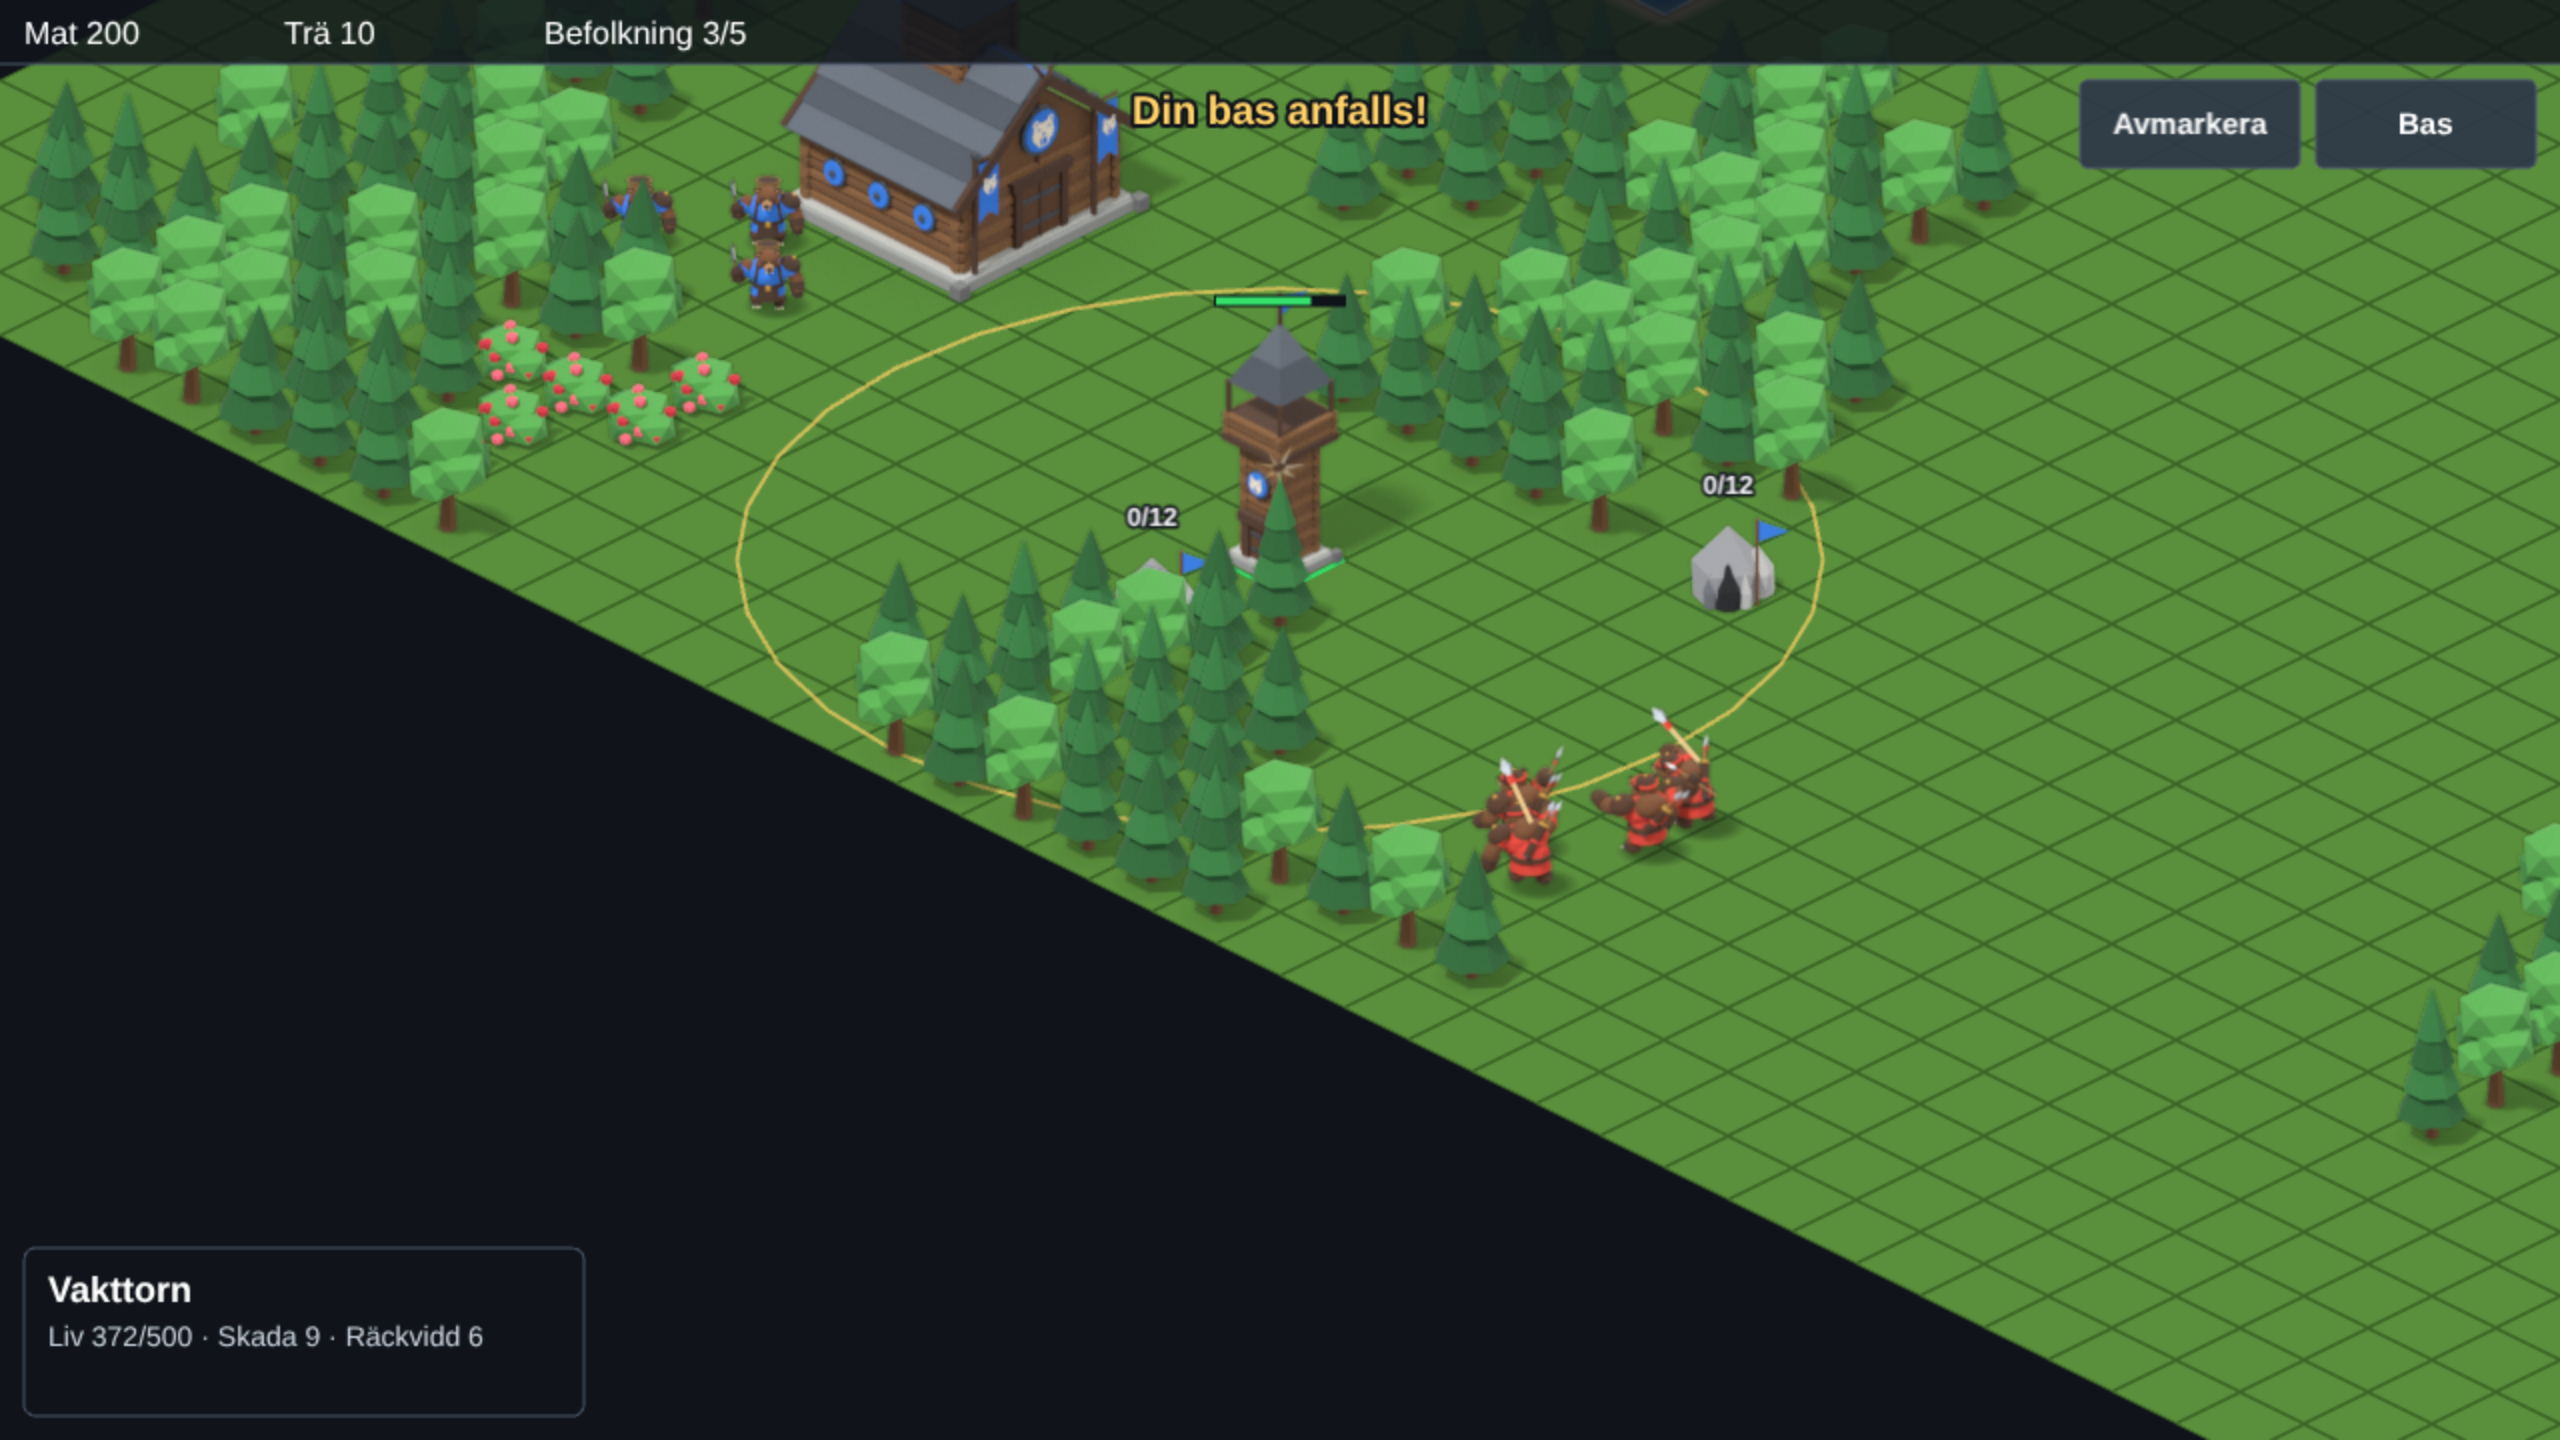 Mat 200
Trä 10
Befolkning 3/5
Din bas anfalls!
Avmarkera
Bas
0/12
0/12
Vakttorn
Liv 372/500 · Skada 9 · Räckvidd 6